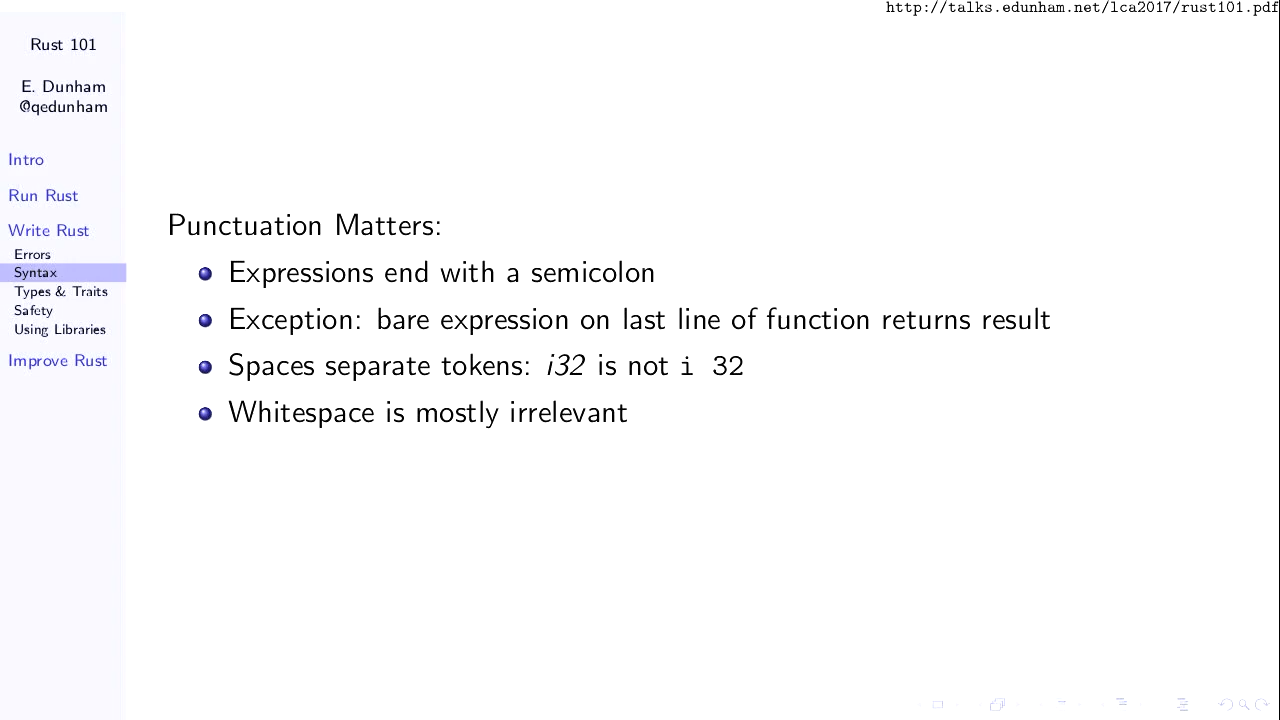 http://talks.edunham.net/lca2017/rust101.pdf
Rust 101
E. Dunham
@qedunham
Intro
Run Rust
Write Rust
Errors
Syntax
Types & Traits
Safety
Using Libraries
Improve Rust
Punctuation Matters:
Expressions end with a semicolon
Exception: bare expression on last line of function returns result
Spaces separate tokens: i32 is not i 32
Whitespace is mostly irrelevant